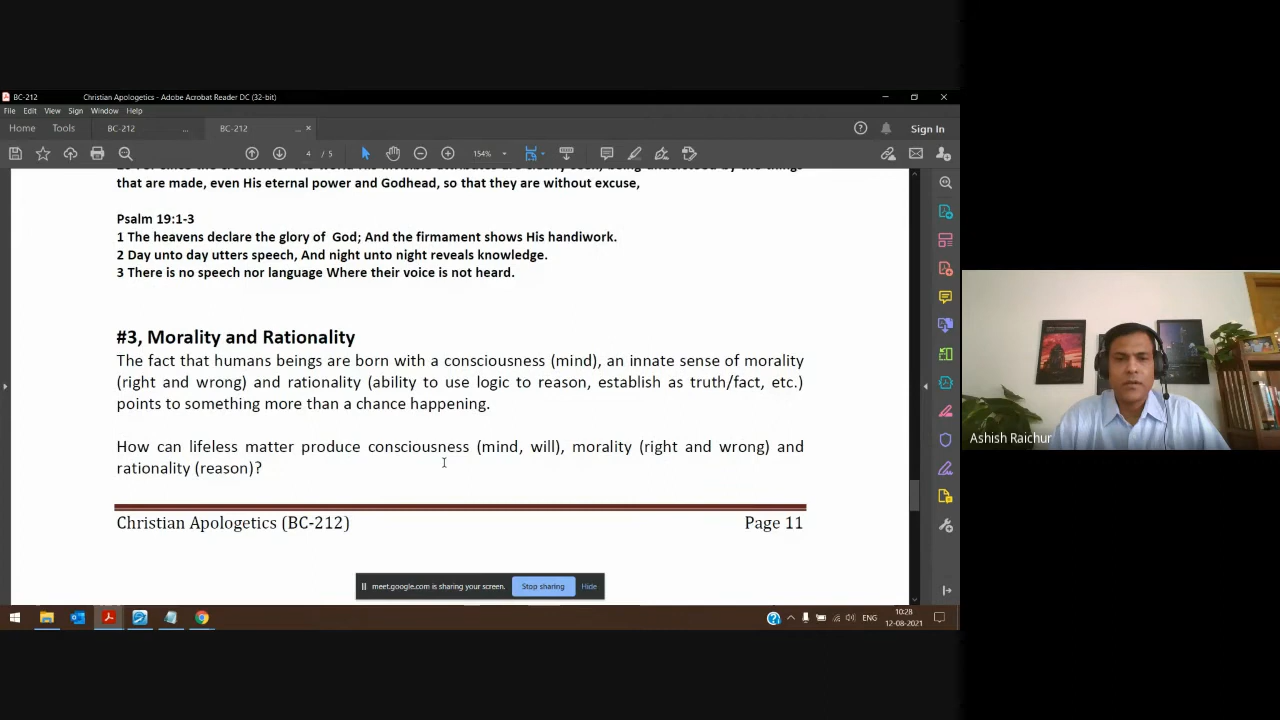 BC-212
Christian Apologetics - Adobe Acrobat Reader DC (32-bit)
File Edit View Sign Window Help
Home Tools BC-212 ... BC-212 ... ×
Sign In
4 / 5
154%
that are made, even His eternal power and Godhead, so that they are without excuse,
Psalm 19:1-3
1 The heavens declare the glory of God; And the firmament shows His handiwork.
2 Day unto day utters speech, And night unto night reveals knowledge.
3 There is no speech nor language Where their voice is not heard.
#3, Morality and Rationality
The fact that humans beings are born with a consciousness (mind), an innate sense of morality
(right and wrong) and rationality (ability to use logic to reason, establish as truth/fact, etc.)
points to something more than a chance happening.
How can lifeless matter produce consciousness (mind, will), morality (right and wrong) and
rationality (reason)?
Christian Apologetics (BC-212) Page 11
meet.google.com is sharing your screen. Stop sharing Hide
ENG
10:28
12-08-2021
Ashish Raichur